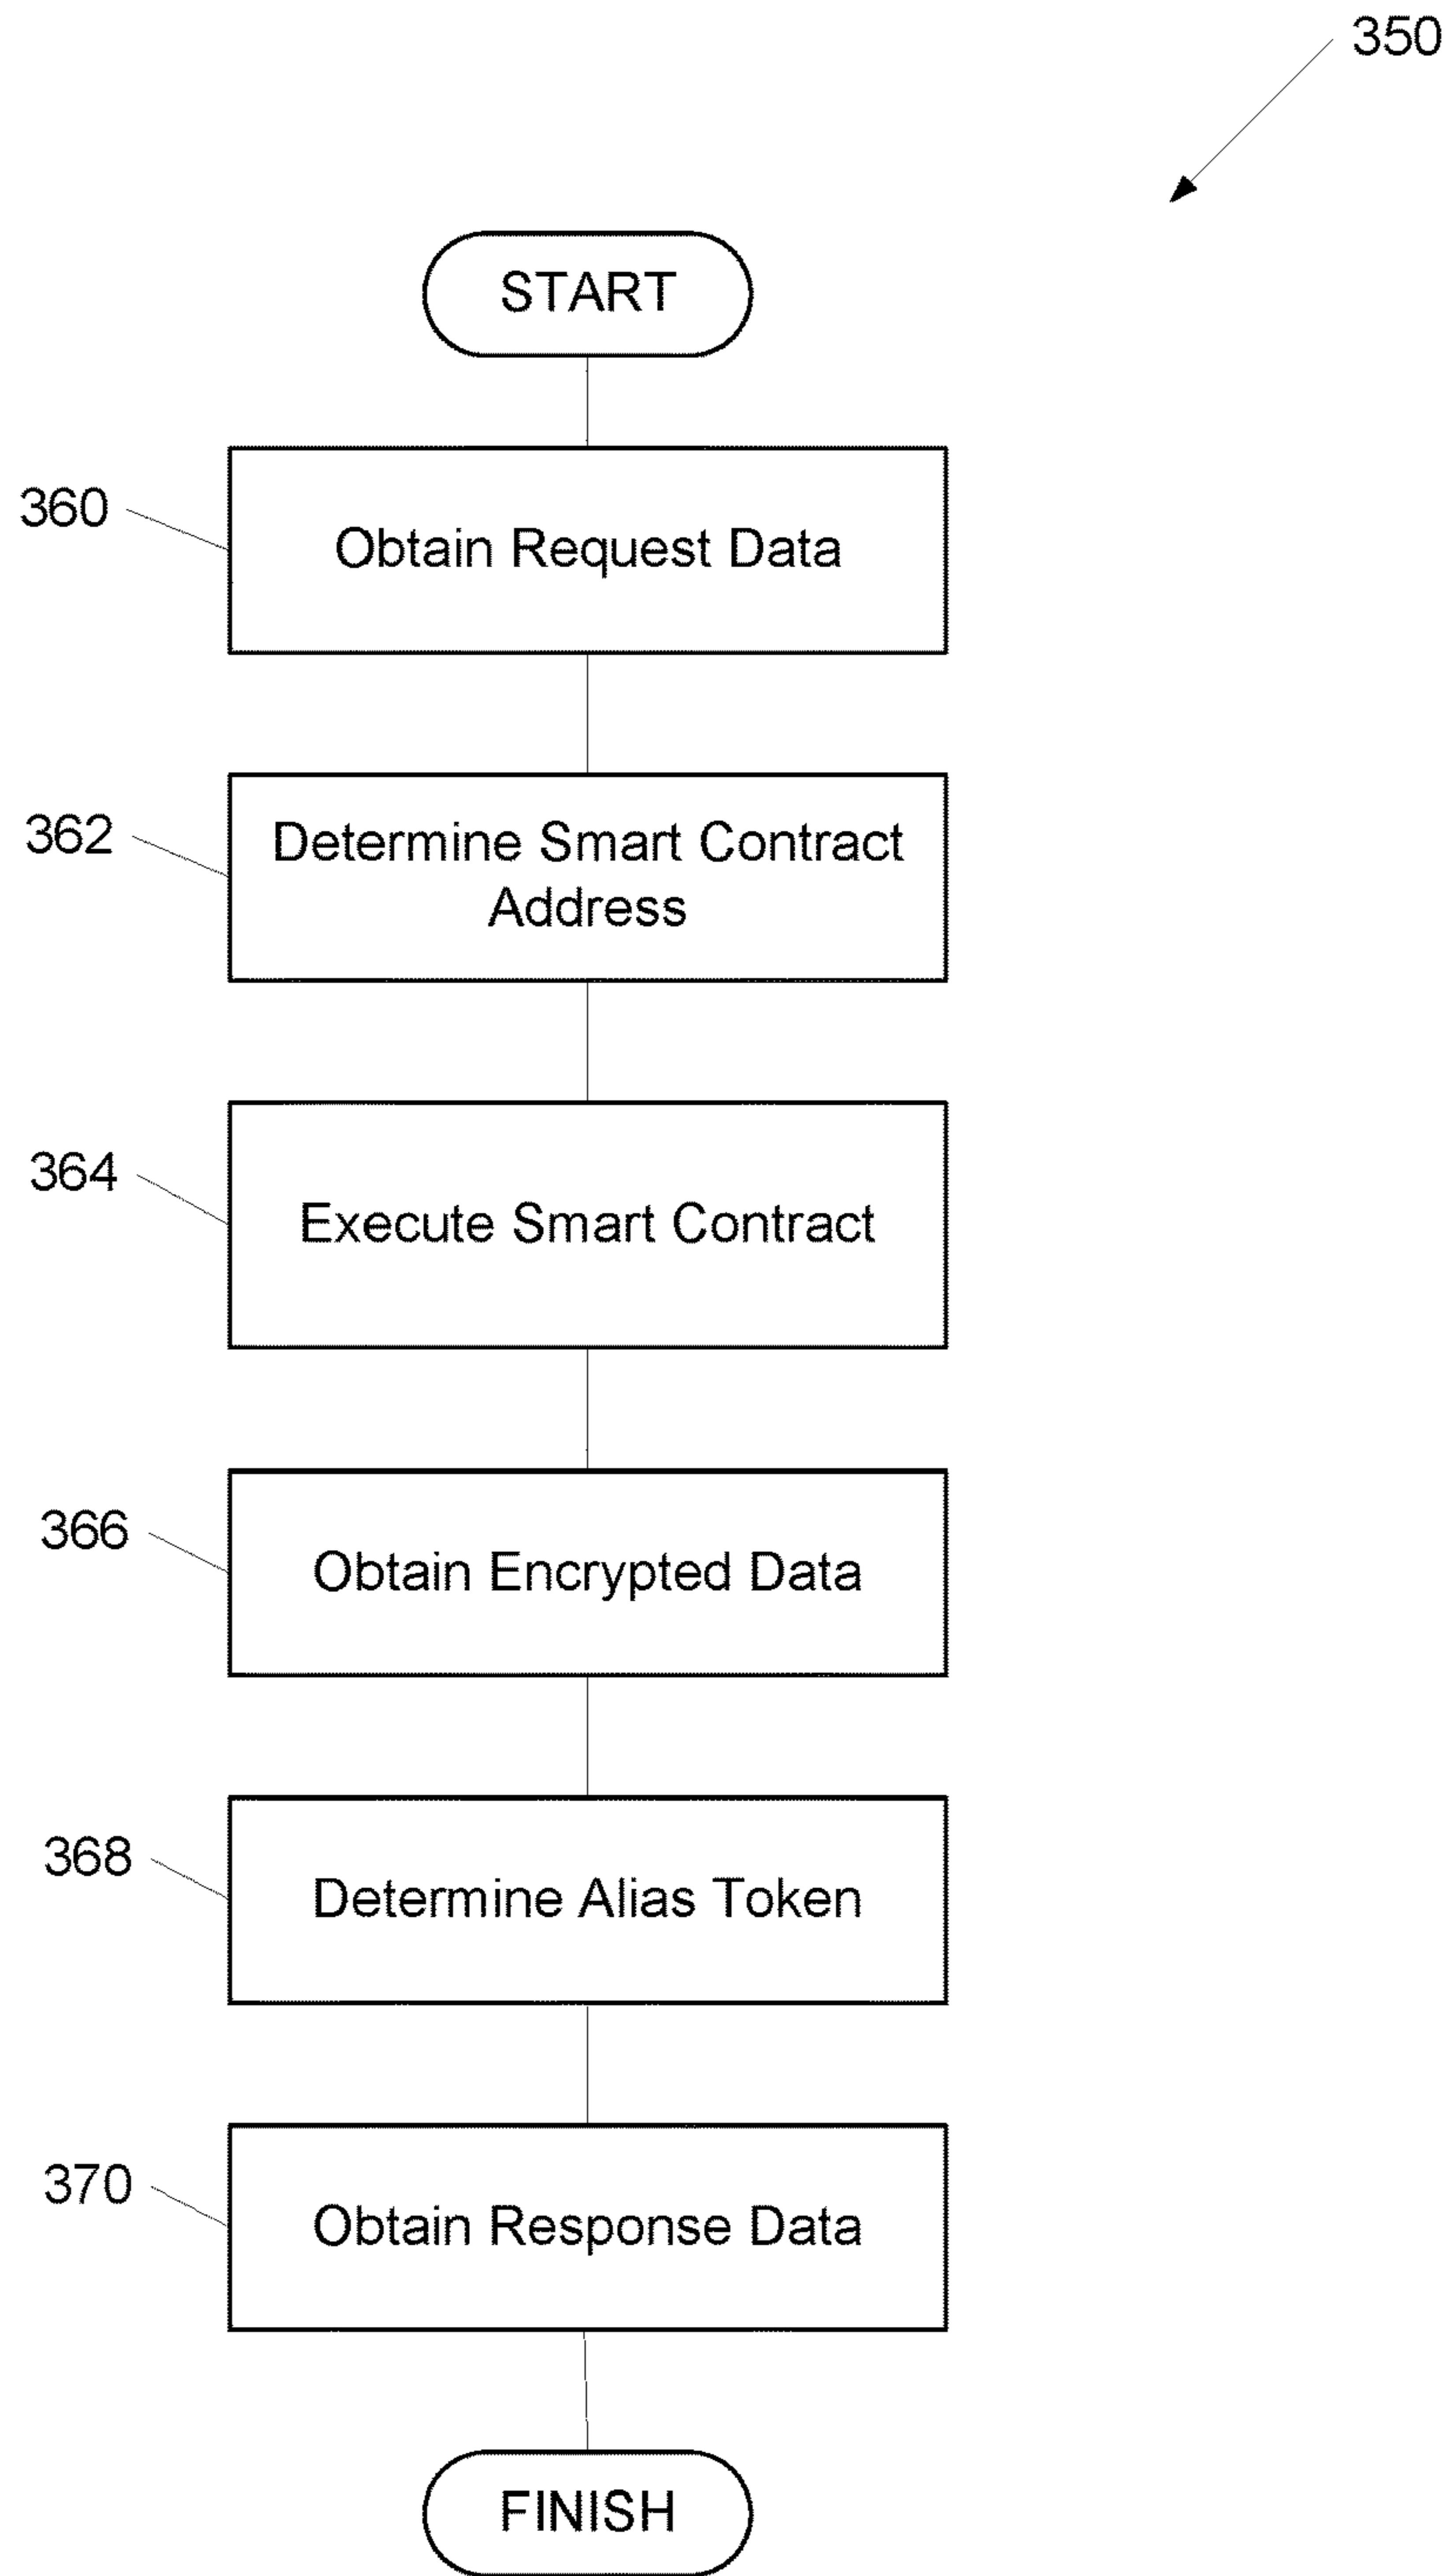 350
START
360
Obtain Request Data
362
Determine Smart Contract
Address
364
Execute Smart Contract
366
Obtain Encrypted Data
368
Determine Alias Token
370
Obtain Response Data
FINISH